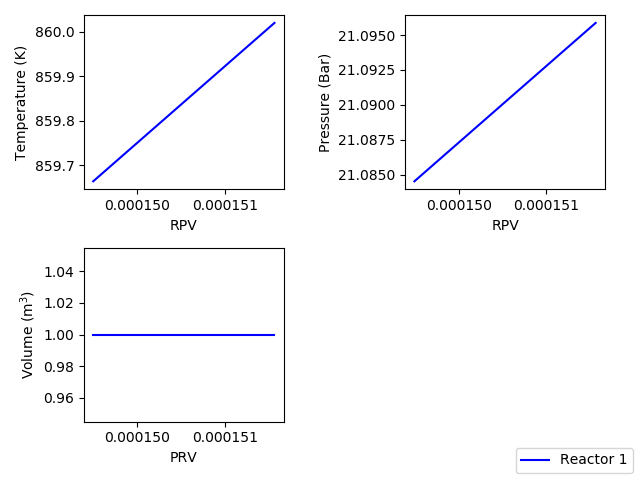 860.0
859.9
859.8
859.7
Temperature (K)
0.000150 0.000151
RPV
21.0950
21.0925
21.0900
21.0875
21.0850
Pressure (Bar)
0.000150 0.000151
RPV
1.04
1.02
1.00
0.98
0.96
Volume (m³)
0.000150 0.000151
PRV
Reactor 1